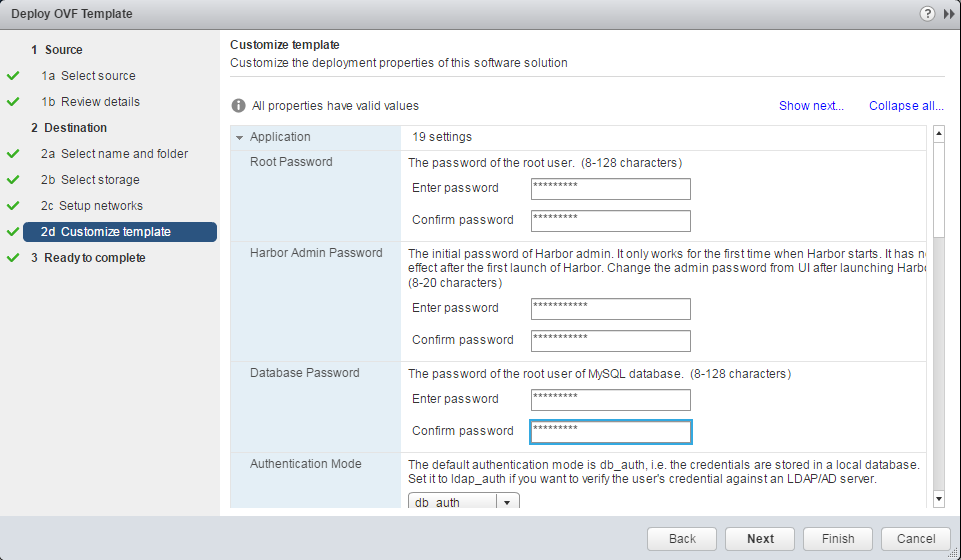 Deploy OVF Template
?
1 Source
1a Select source
1b Review details
2 Destination
2a Select name and folder
2b Select storage
2c Setup networks
2d Customize template
3 Ready to complete
Customize template
Customize the deployment properties of this software solution
All properties have valid values
Show next...
Collapse all...
Application
19 settings
Root Password
The password of the root user. (8-128 characters)
Enter password
*********
Confirm password
*********
Harbor Admin Password
The initial password of Harbor admin. It only works for the first time when Harbor starts. It has n
effect after the first launch of Harbor. Change the admin password from UI after launching Harbo
(8-20 characters)
Enter password
***********
Confirm password
***********
Database Password
The password of the root user of MySQL database. (8-128 characters)
Enter password
*********
Confirm password
*********
Authentication Mode
The default authentication mode is db_auth, i.e. the credentials are stored in a local database.
Set it to ldap_auth if you want to verify the user's credential against an LDAP/AD server.
db_auth
Back
Next
Finish
Cancel